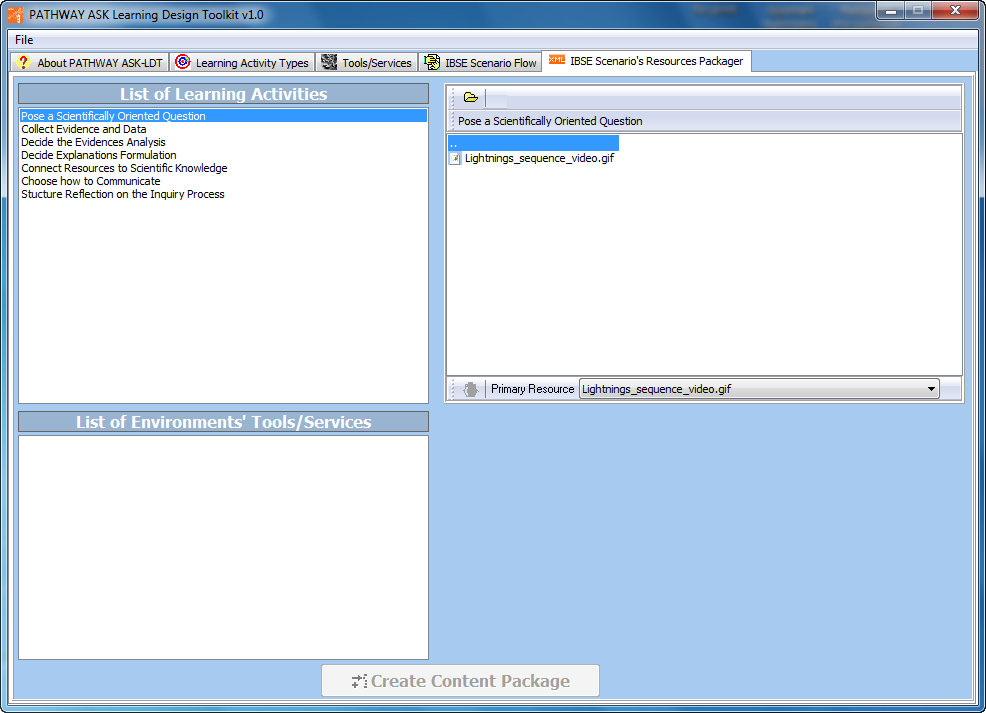 PATHWAY ASK Learning Design Toolkit v1.0
File
? About PATHWAY ASK-LDT Learning Activity Types Tools/Services IBSE Scenario Flow XML IBSE Scenario's Resources Packager
List of Learning Activities
Pose a Scientifically Oriented Question
Collect Evidence and Data
Decide the Evidences Analysis
Decide Explanations Formulation
Connect Resources to Scientific Knowledge
Choose how to Communicate
Stucture Reflection on the Inquiry Process
Pose a Scientifically Oriented Question
..
Lightnings_sequence_video.gif
Primary Resource Lightnings_sequence_video.gif
List of Environments' Tools/Services
Create Content Package